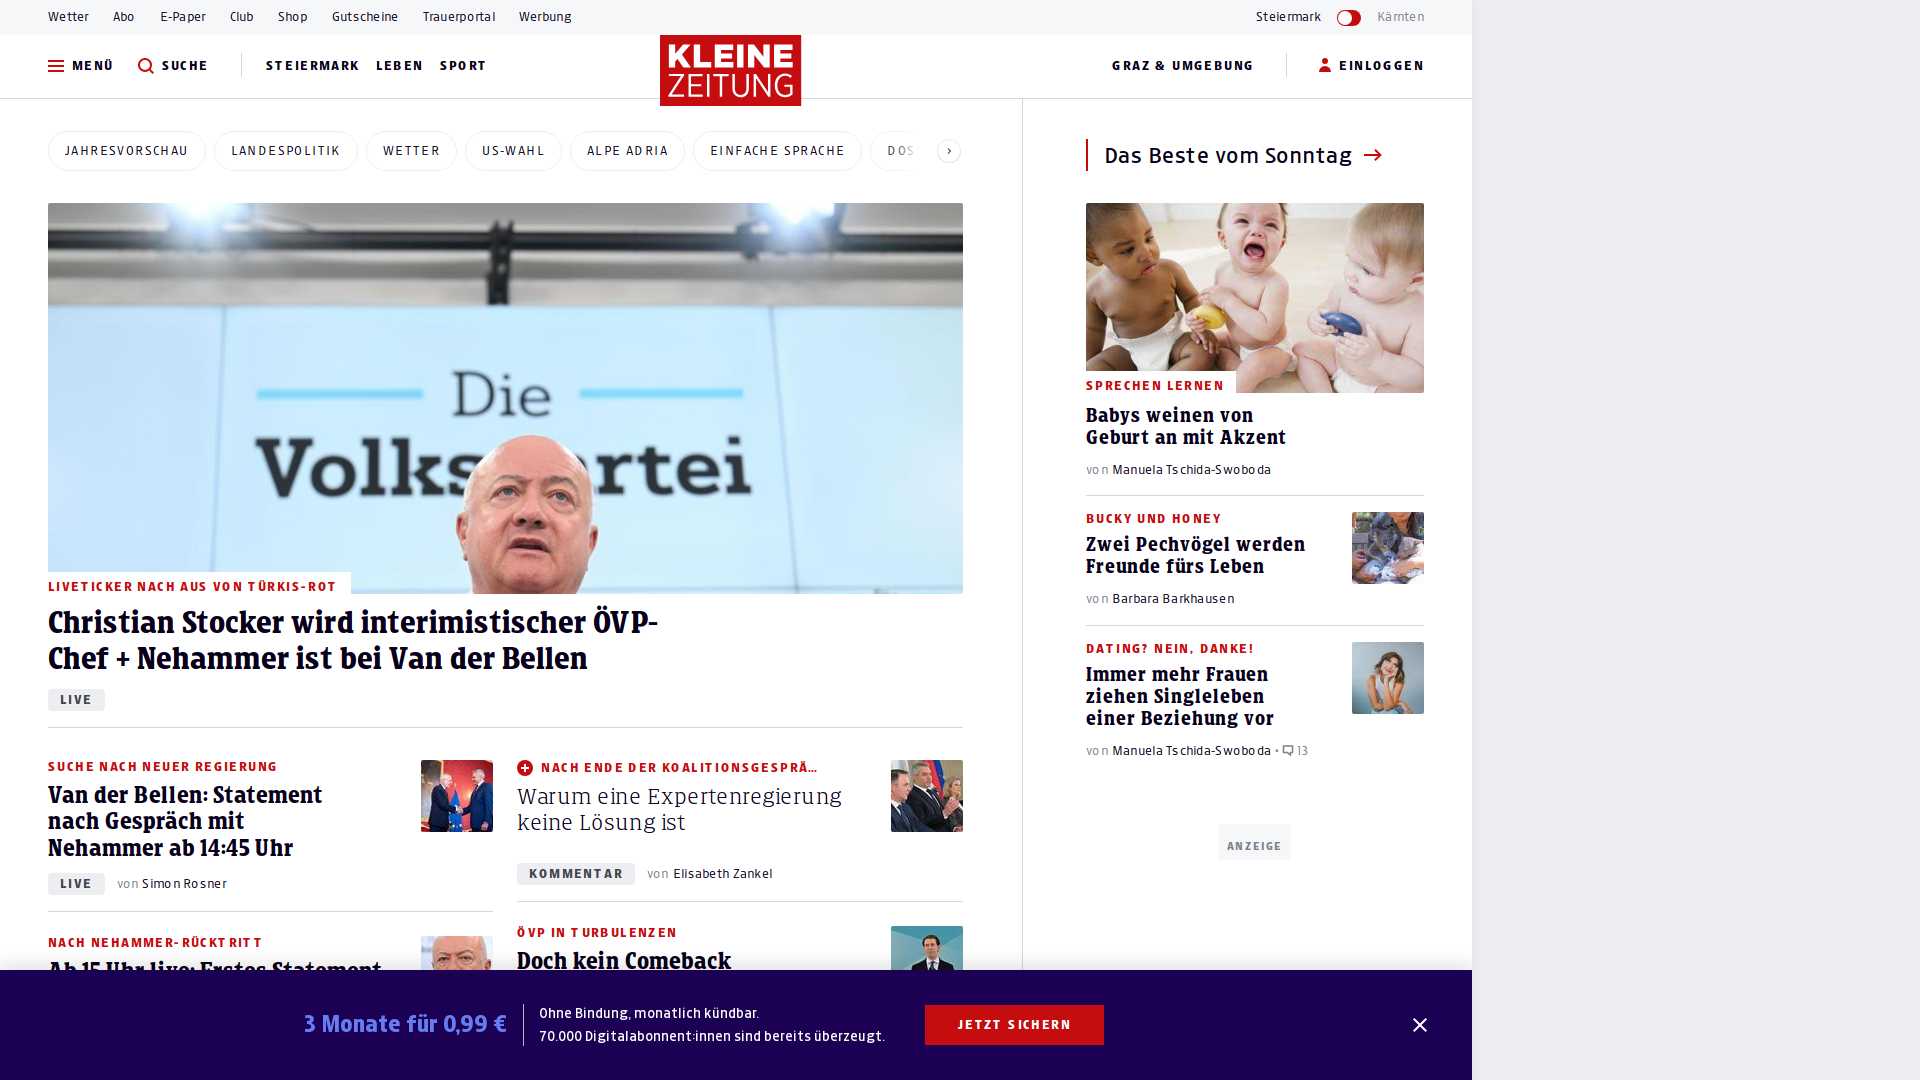 Wetter Abo E-Paper Club Shop Gutscheine Trauerportal Werbung Steiermark Kärnten
MENÜ SUCHE STEIERMARK LEBEN SPORT KLEINE ZEITUNG GRAZ & UMGEBUNG EINLOGGEN
JAHRESVORSCHAU LANDESPOLITIK WETTER US-WAHL ALPE ADRIA EINFACHE SPRACHE
Die
LIVETICKER NACH AUS VON TÜRKIS-ROT
Christian Stocker wird interimistischer ÖVP-
Chef + Nehammer ist bei Van der Bellen
LIVE
SUCHE NACH NEUER REGIERUNG
Van der Bellen: Statement
nach Gespräch mit
Nehammer ab 14:45 Uhr
LIVE von Simon Rosner
NACH NEHAMMER-RÜCKTRITT
Ab 15 Uhr live: Erstes Statement
NACH ENDE DER KOALITIONSGESPRÄ...
Warum eine Expertenregierung
keine Lösung ist
KOMMENTAR von Elisabeth Zankel
ÖVP IN TURBULENZEN
Doch kein Comeback
Das Beste vom Sonntag
SPRECHEN LERNEN
Babys weinen von
Geburt an mit Akzent
von Manuela Tschida-Swoboda
BUCKY UND HONEY
Zwei Pechvögel werden
Freunde fürs Leben
von Barbara Barkhausen
DATING? NEIN, DANKE!
Immer mehr Frauen
ziehen Singleleben
einer Beziehung vor
von Manuela Tschida-Swoboda • 13
ANZEIGE
3 Monate für 0,99 €
Ohne Bindung, monatlich kündbar.
70.000 Digitalabonnent:innen sind bereits überzeugt.
JETZT SICHERN